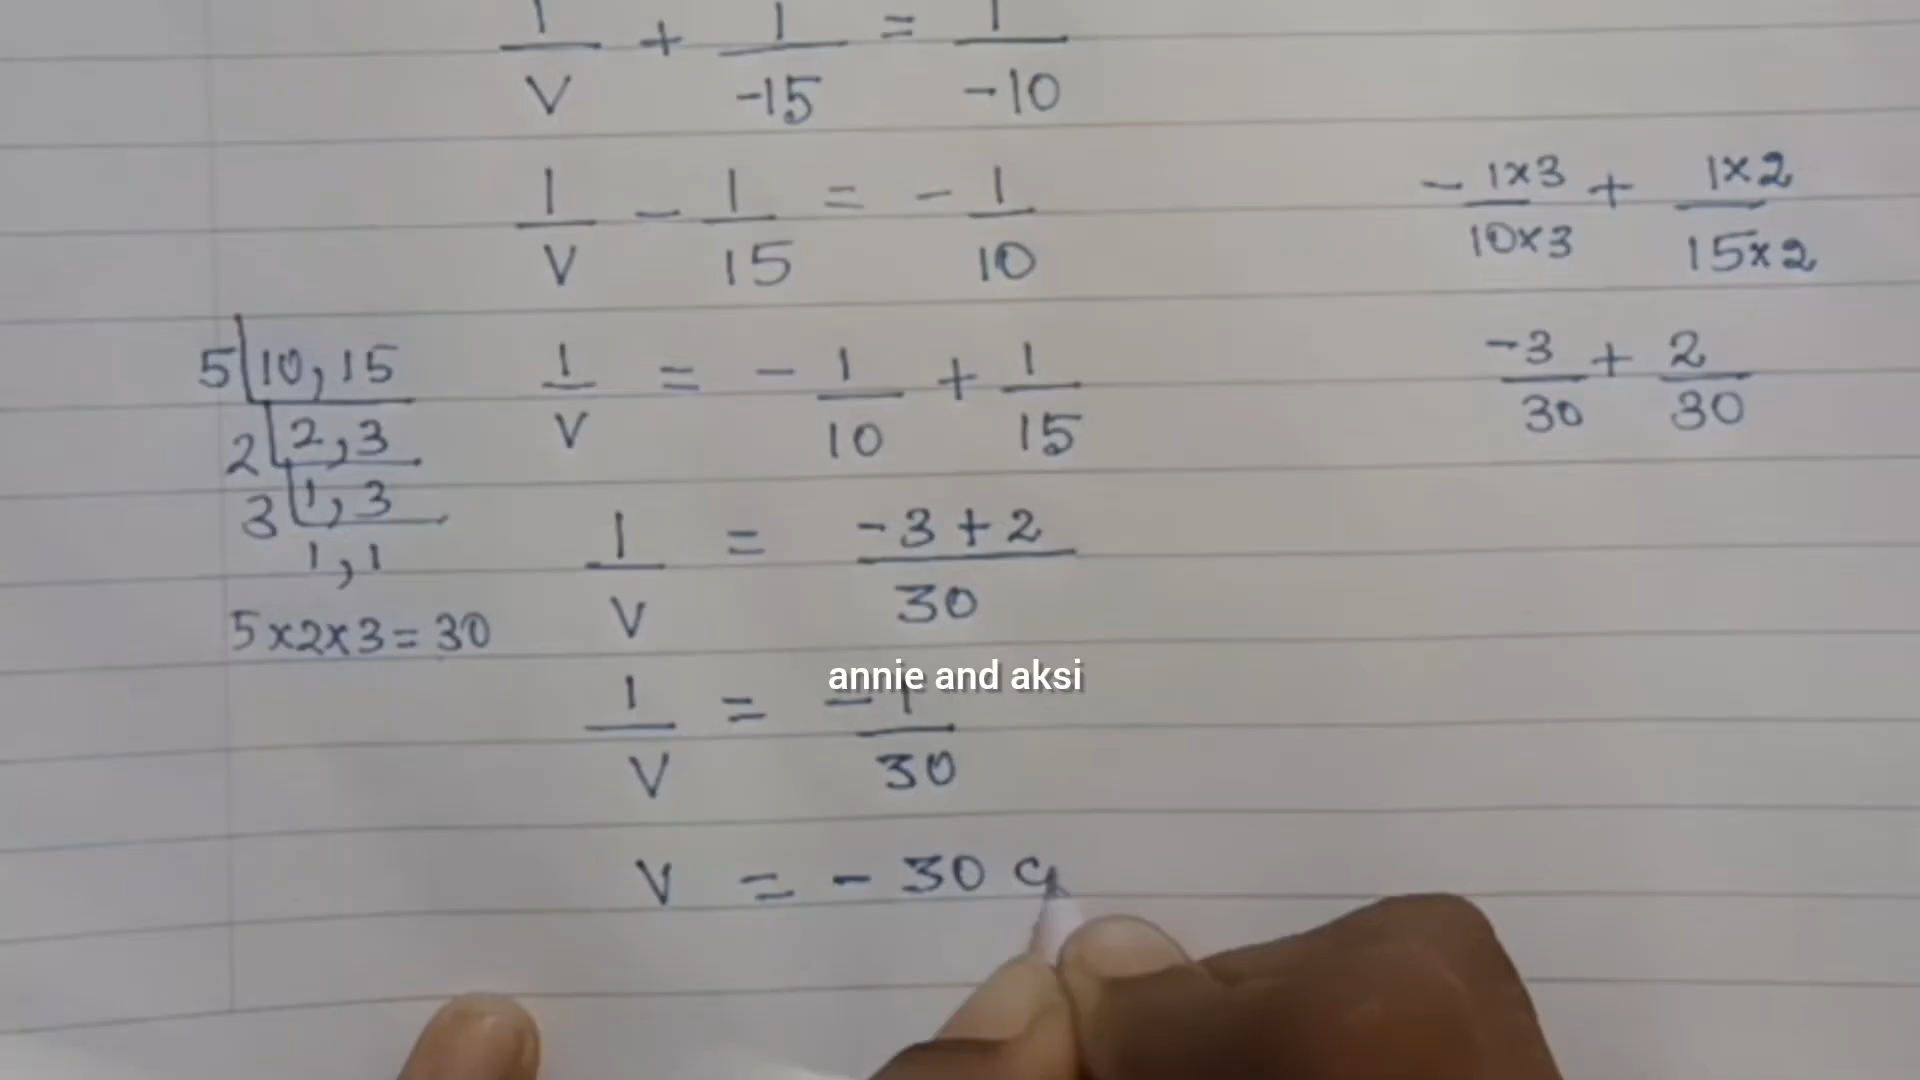 1/V + 1/-15 = 1/-10
1/V - 1/15 = - 1/10
1/V = - 1/10 + 1/15
1/V = -3+2/30
1/V = -1/30
V = - 30 c
5 10, 15
2 2, 3
3 1, 3
1, 1
5x2x3=30
- 1x3/10x3 + 1x2/15x2
-3/30 + 2/30
annie and aksi